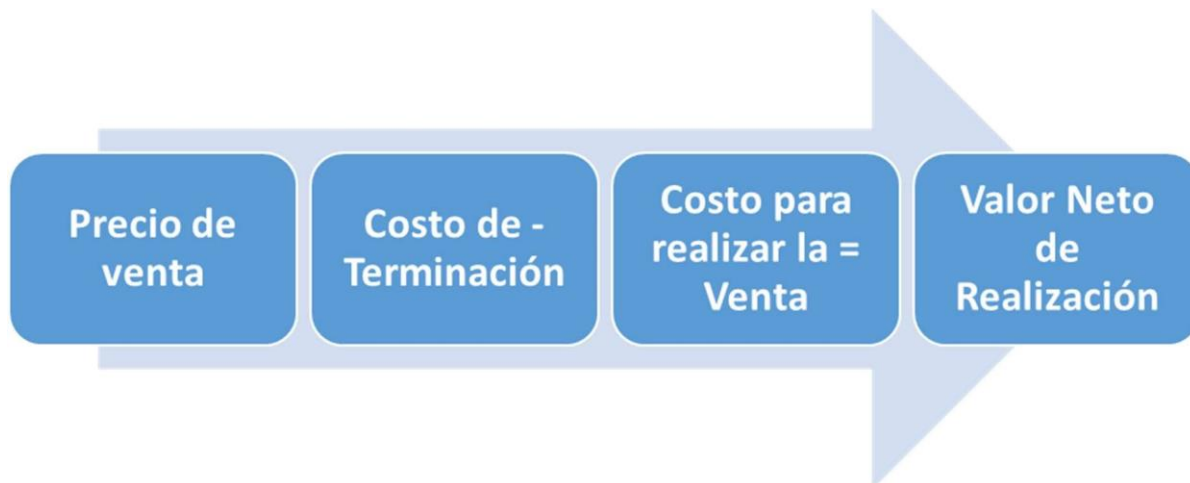 Precio de
venta
Costo de -
Terminación
Costo para
realizar la =
Venta
Valor Neto
de
Realización